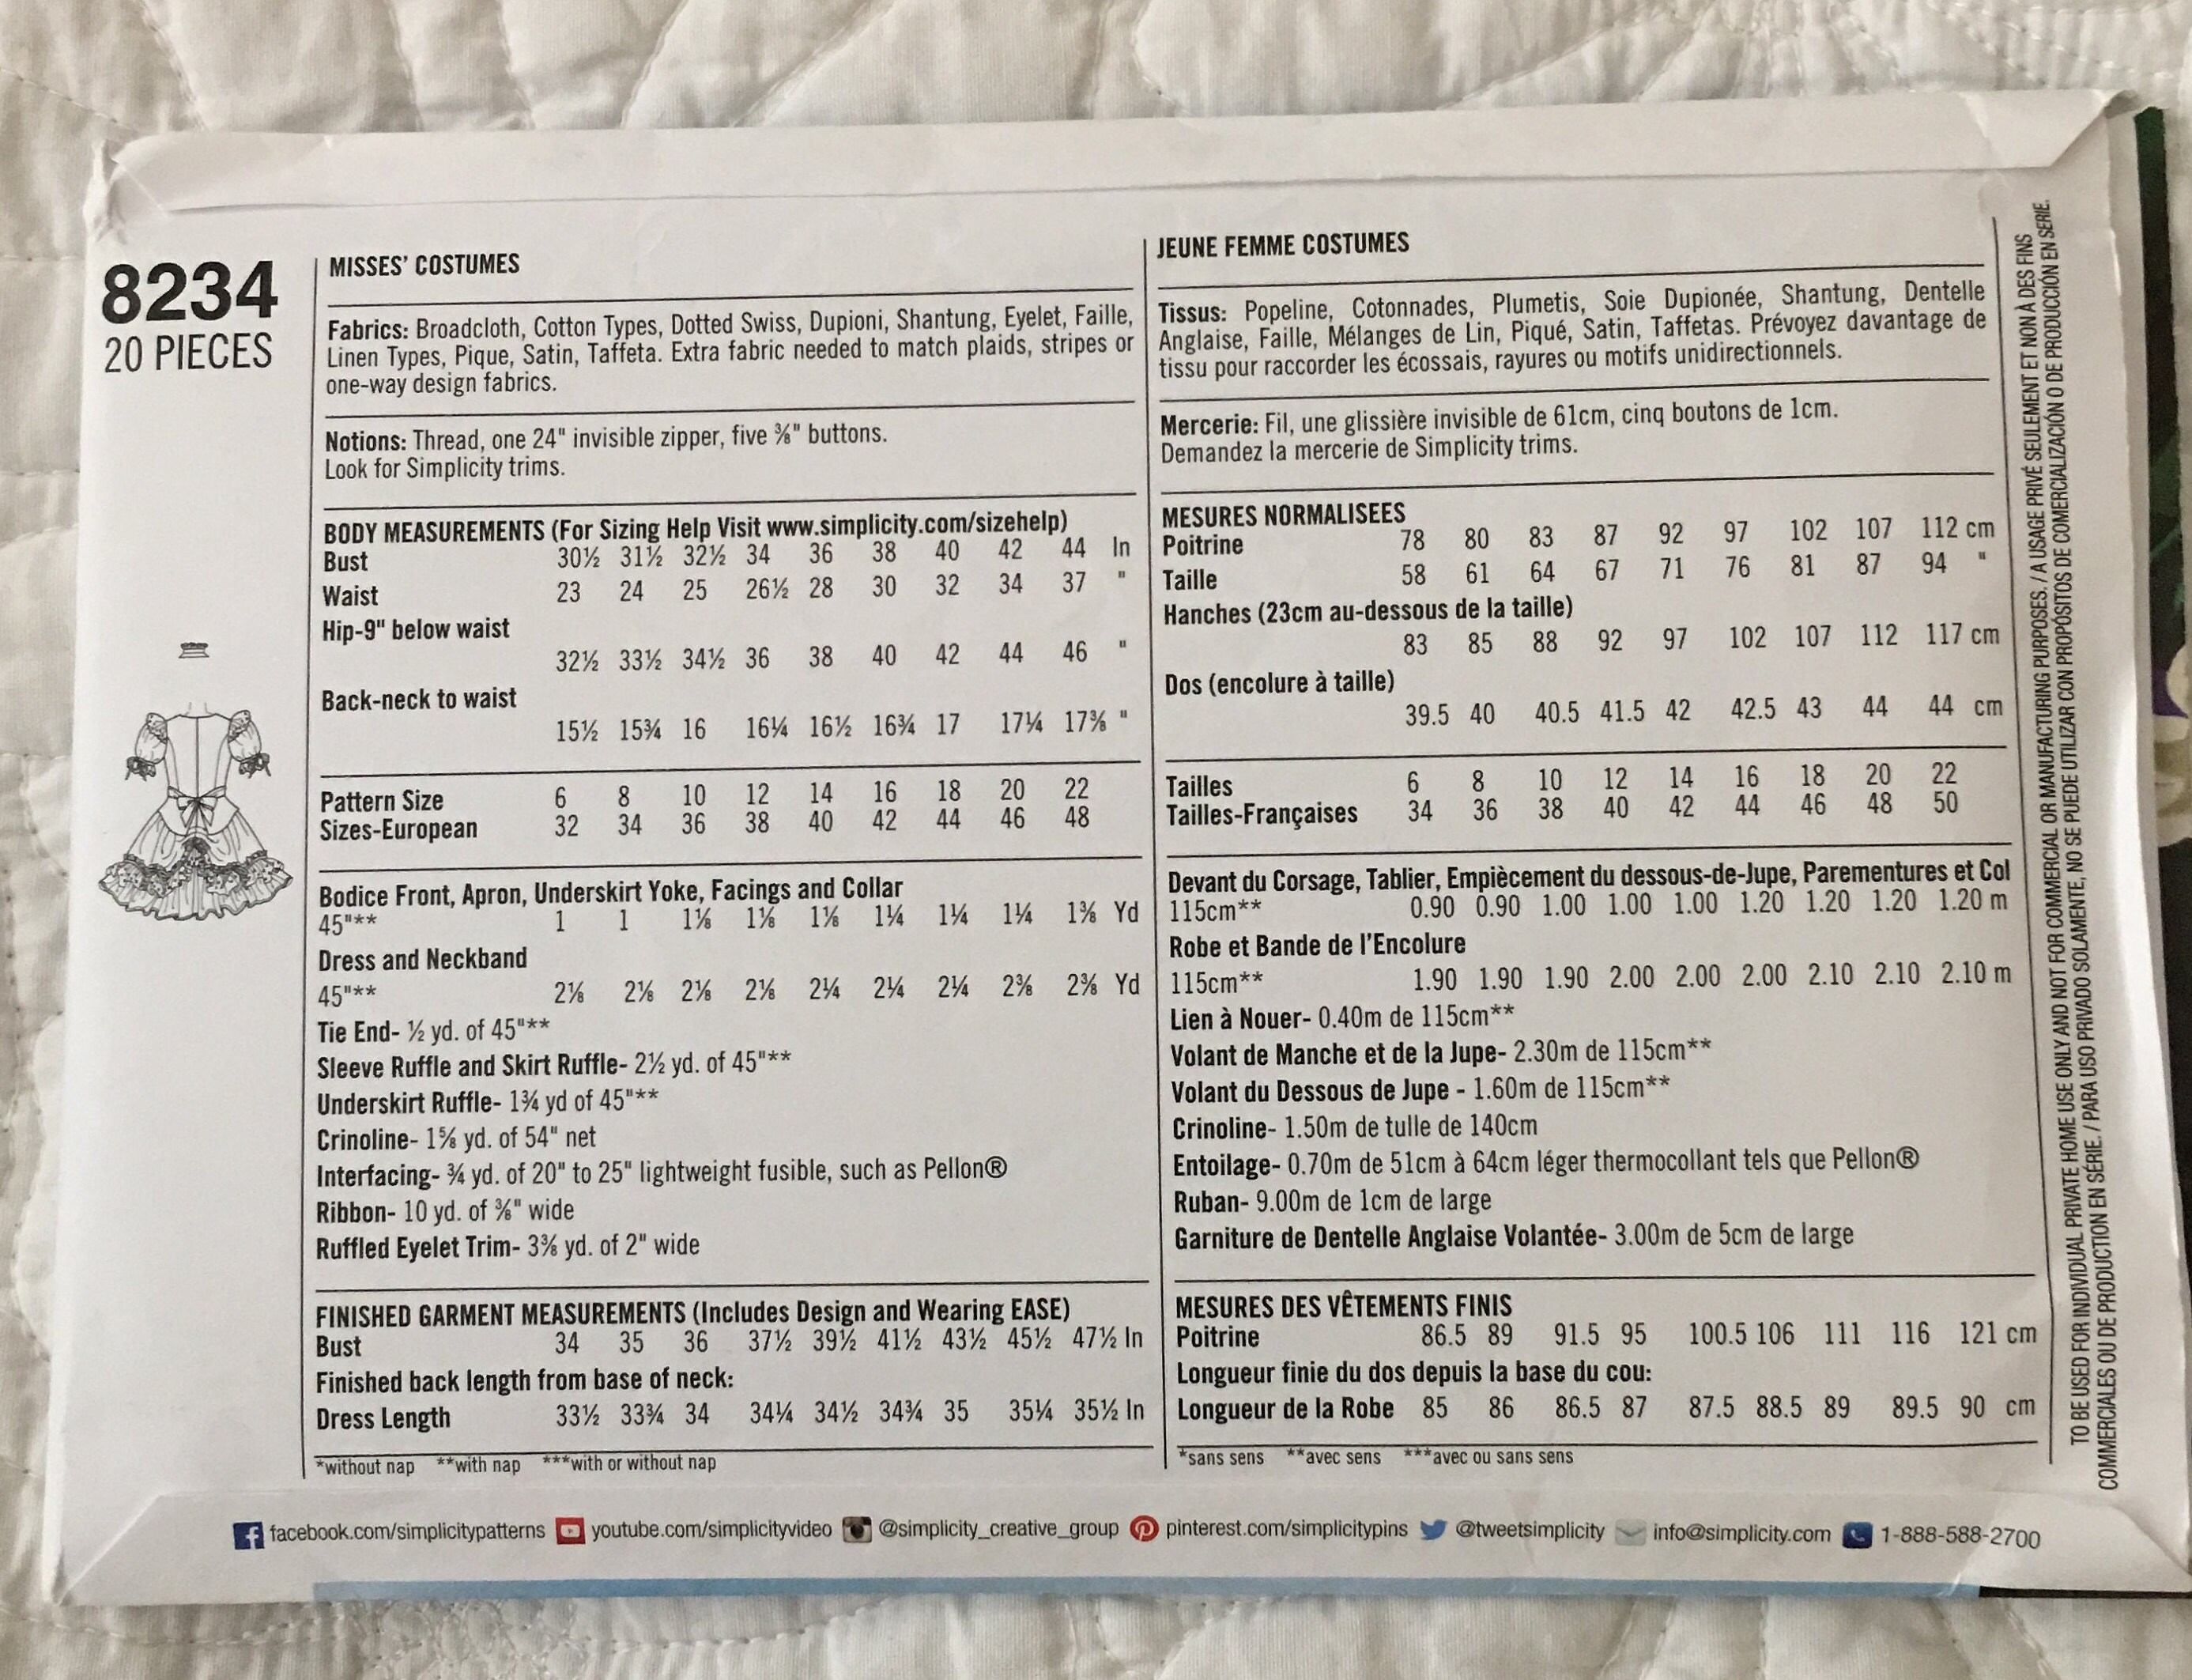 8234
20 PIECES
MISSES' COSTUMES
Fabrics: Broadcloth, Cotton Types, Dotted Swiss, Dupioni, Shantung, Eyelet, Faille,
Linen Types, Pique, Satin, Taffeta. Extra fabric needed to match plaids, stripes or
one-way design fabrics.
Notions: Thread, one 24" invisible zipper, five ⅜" buttons.
Look for Simplicity trims.
BODY MEASUREMENTS (For Sizing Help Visit www.simplicity.com/sizehelp)
Bust 30½ 31½ 32½ 34 36 38 40 42 44 In
Waist 23 24 25 26½ 28 30 32 34 37 "
Hip-9" below waist
32½ 33½ 34½ 36 38 40 42 44 46 "
Back-neck to waist
15½ 15¾ 16 16¼ 16½ 16¾ 17 17¼ 17⅜ "
Pattern Size 6 8 10 12 14 16 18 20 22
Sizes-European 32 34 36 38 40 42 44 46 48
Bodice Front, Apron, Underskirt Yoke, Facings and Collar
45"** 1 1 1⅛ 1⅛ 1⅛ 1¼ 1¼ 1¼ 1⅜ Yd
Dress and Neckband
45"** 2⅛ 2⅛ 2⅛ 2⅛ 2¼ 2¼ 2¼ 2⅜ 2⅜ Yd
Tie End- ½ yd. of 45"**
Sleeve Ruffle and Skirt Ruffle- 2½ yd. of 45"**
Underskirt Ruffle- 1¾ yd of 45"**
Crinoline- 1⅝ yd. of 54" net
Interfacing- ¾ yd. of 20" to 25" lightweight fusible, such as Pellon®
Ribbon- 10 yd. of ⅜" wide
Ruffled Eyelet Trim- 3⅜ yd. of 2" wide
FINISHED GARMENT MEASUREMENTS (Includes Design and Wearing EASE)
Bust 34 35 36 37½ 39½ 41½ 43½ 45½ 47½ In
Finished back length from base of neck:
Dress Length 33½ 33¾ 34 34¼ 34½ 34¾ 35 35¼ 35½ In
*without nap **with nap ***with or without nap
JEUNE FEMME COSTUMES
Tissus: Popeline, Cotonnades, Plumetis, Soie Dupionée, Shantung, Dentelle
Anglaise, Faille, Mélanges de Lin, Piqué, Satin, Taffetas. Prévoyez davantage de
tissu pour raccorder les écossais, rayures ou motifs unidirectionnels.
Mercerie: Fil, une glissière invisible de 61cm, cinq boutons de 1cm.
Demandez la mercerie de Simplicity trims.
MESURES NORMALISEES
Poitrine 78 80 83 87 92 97 102 107 112 cm
Taille 58 61 64 67 71 76 81 87 94 "
Hanches (23cm au-dessous de la taille)
83 85 88 92 97 102 107 112 117 cm
Dos (encolure à taille)
39.5 40 40.5 41.5 42 42.5 43 44 44 cm
Tailles 6 8 10 12 14 16 18 20 22
Tailles-Françaises 34 36 38 40 42 44 46 48 50
Devant du Corsage, Tablier, Empiècement du dessous-de-Jupe, Parementures et Col
115cm** 0.90 0.90 1.00 1.00 1.00 1.20 1.20 1.20 1.20 m
Robe et Bande de l'Encolure
115cm** 1.90 1.90 1.90 2.00 2.00 2.00 2.10 2.10 2.10 m
Lien à Nouer- 0.40m de 115cm**
Volant de Manche et de la Jupe- 2.30m de 115cm**
Volant du Dessous de Jupe - 1.60m de 115cm**
Crinoline- 1.50m de tulle de 140cm
Entoilage- 0.70m de 51cm à 64cm léger thermocollant tels que Pellon®
Ruban- 9.00m de 1cm de large
Garniture de Dentelle Anglaise Volantée- 3.00m de 5cm de large
MESURES DES VÊTEMENTS FINIS
Poitrine 86.5 89 91.5 95 100.5 106 111 116 121 cm
Longueur finie du dos depuis la base du cou:
Longueur de la Robe 85 86 86.5 87 87.5 88.5 89 89.5 90 cm
*sans sens **avec sens ***avec ou sans sens
TO BE USED FOR INDIVIDUAL PRIVATE HOME USE ONLY AND NOT FOR COMMERCIAL OR MANUFACTURING PURPOSES. / A USAGE PRIVÉ SEULEMENT ET NON À DES FINS
COMMERCIALES OU DE PRODUCTION EN SÉRIE. / PARA USO PRIVADO SOLAMENTE, NO SE PUEDE UTILIZAR CON PROPÓSITOS DE COMERCIALIZACIÓN O DE PRODUCCIÓN EN SERIE.
facebook.com/simplicitypatterns youtube.com/simplicityvideo @simplicity_creative_group pinterest.com/simplicitypins @tweetsimplicity info@simplicity.com 1-888-588-2700